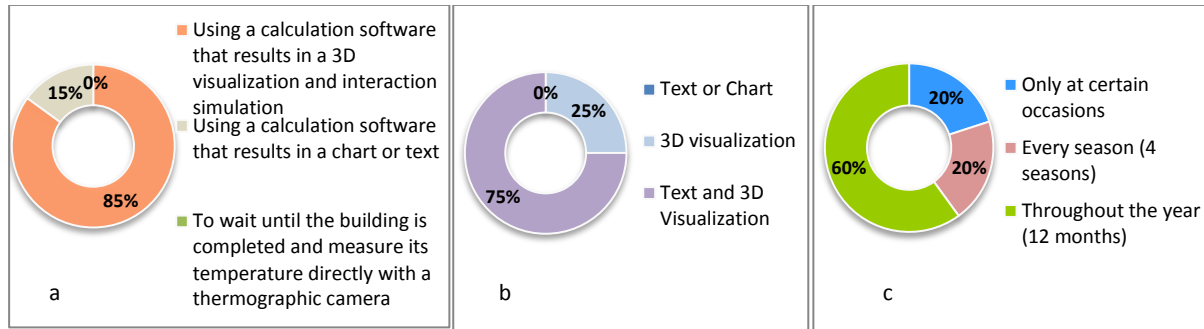 Using a calculation software
that results in a 3D
visualization and interaction
simulation
Using a calculation software
that results in a chart or text
To wait until the building is
completed and measure its
temperature directly with a
thermographic camera
0%
15%
85%
a
Text or Chart
3D visualization
Text and 3D
Visualization
0%
25%
75%
b
Only at certain
occasions
Every season (4
seasons)
Throughout the year
(12 months)
20%
20%
60%
c